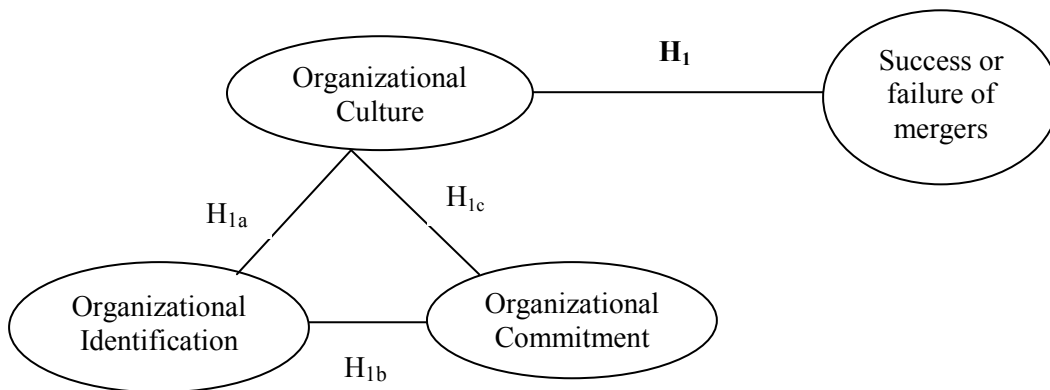 H₁
Organizational
Culture
Success or
failure of
mergers
H₁a
H₁c
Organizational
Identification
Organizational
Commitment
H₁b